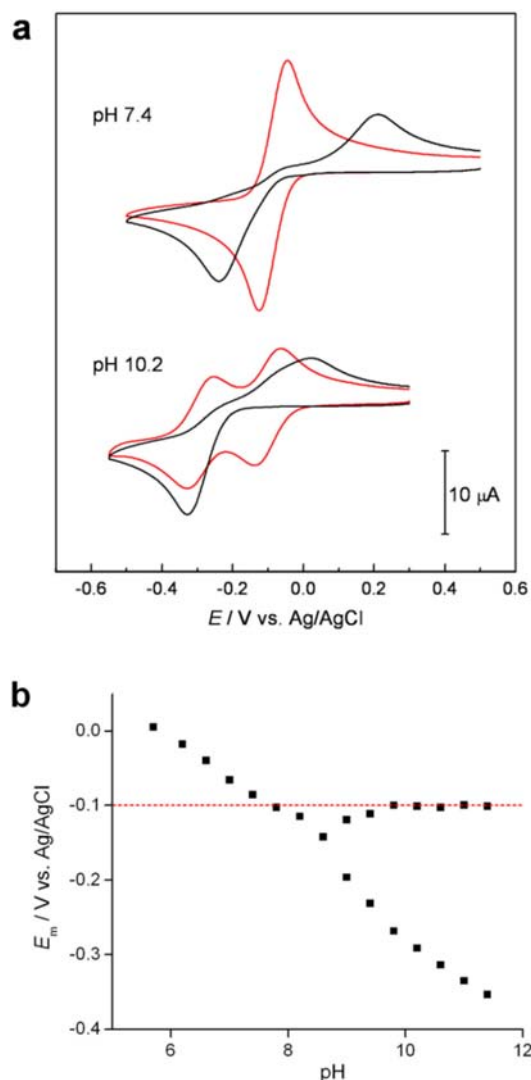 a
pH 7.4
pH 10.2
10 μA
-0.6 -0.4 -0.2 0.0 0.2 0.4 0.6
E / V vs. Ag/AgCl
b
0.0
-0.1
-0.2
-0.3
-0.4
Em / V vs. Ag/AgCl
6 8 10 12
pH